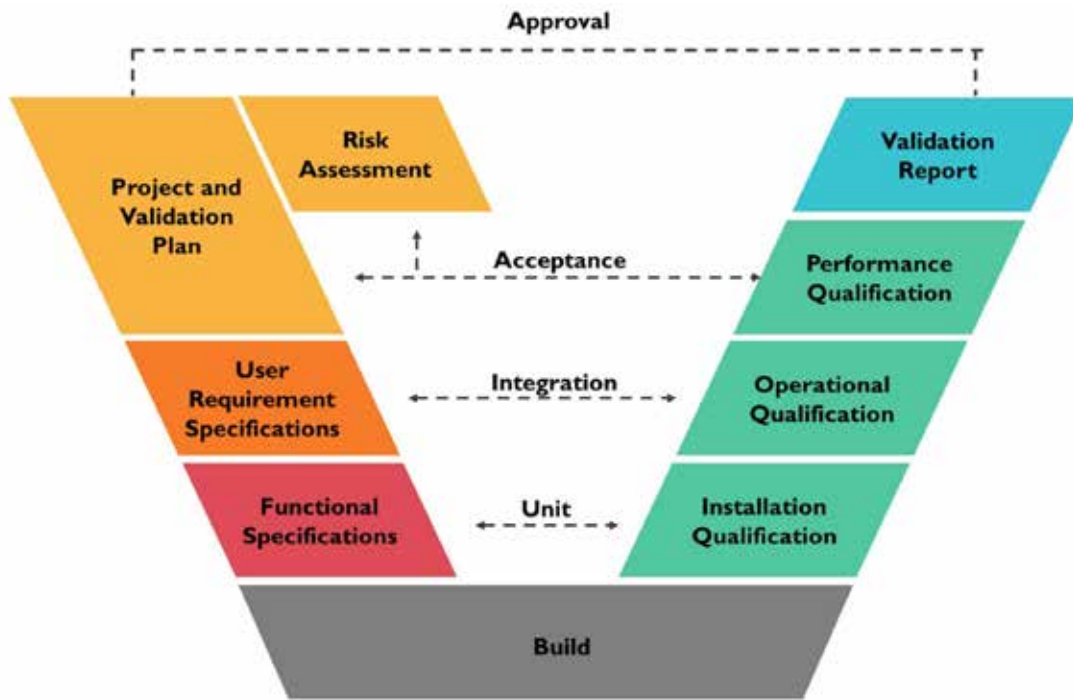 Approval
Project and
Validation
Plan
Risk
Assessment
Validation
Report
Acceptance
Performance
Qualification
User
Requirement
Specifications
Integration
Operational
Qualification
Functional
Specifications
Unit
Installation
Qualification
Build